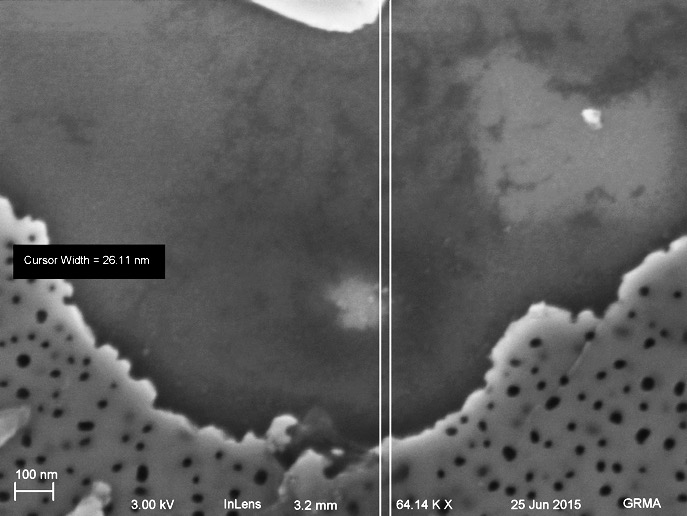 Cursor Width = 26.11 nm
100 nm
3.00 kV InLens 3.2 mm 64.14 K X 25 Jun 2015 GRMA